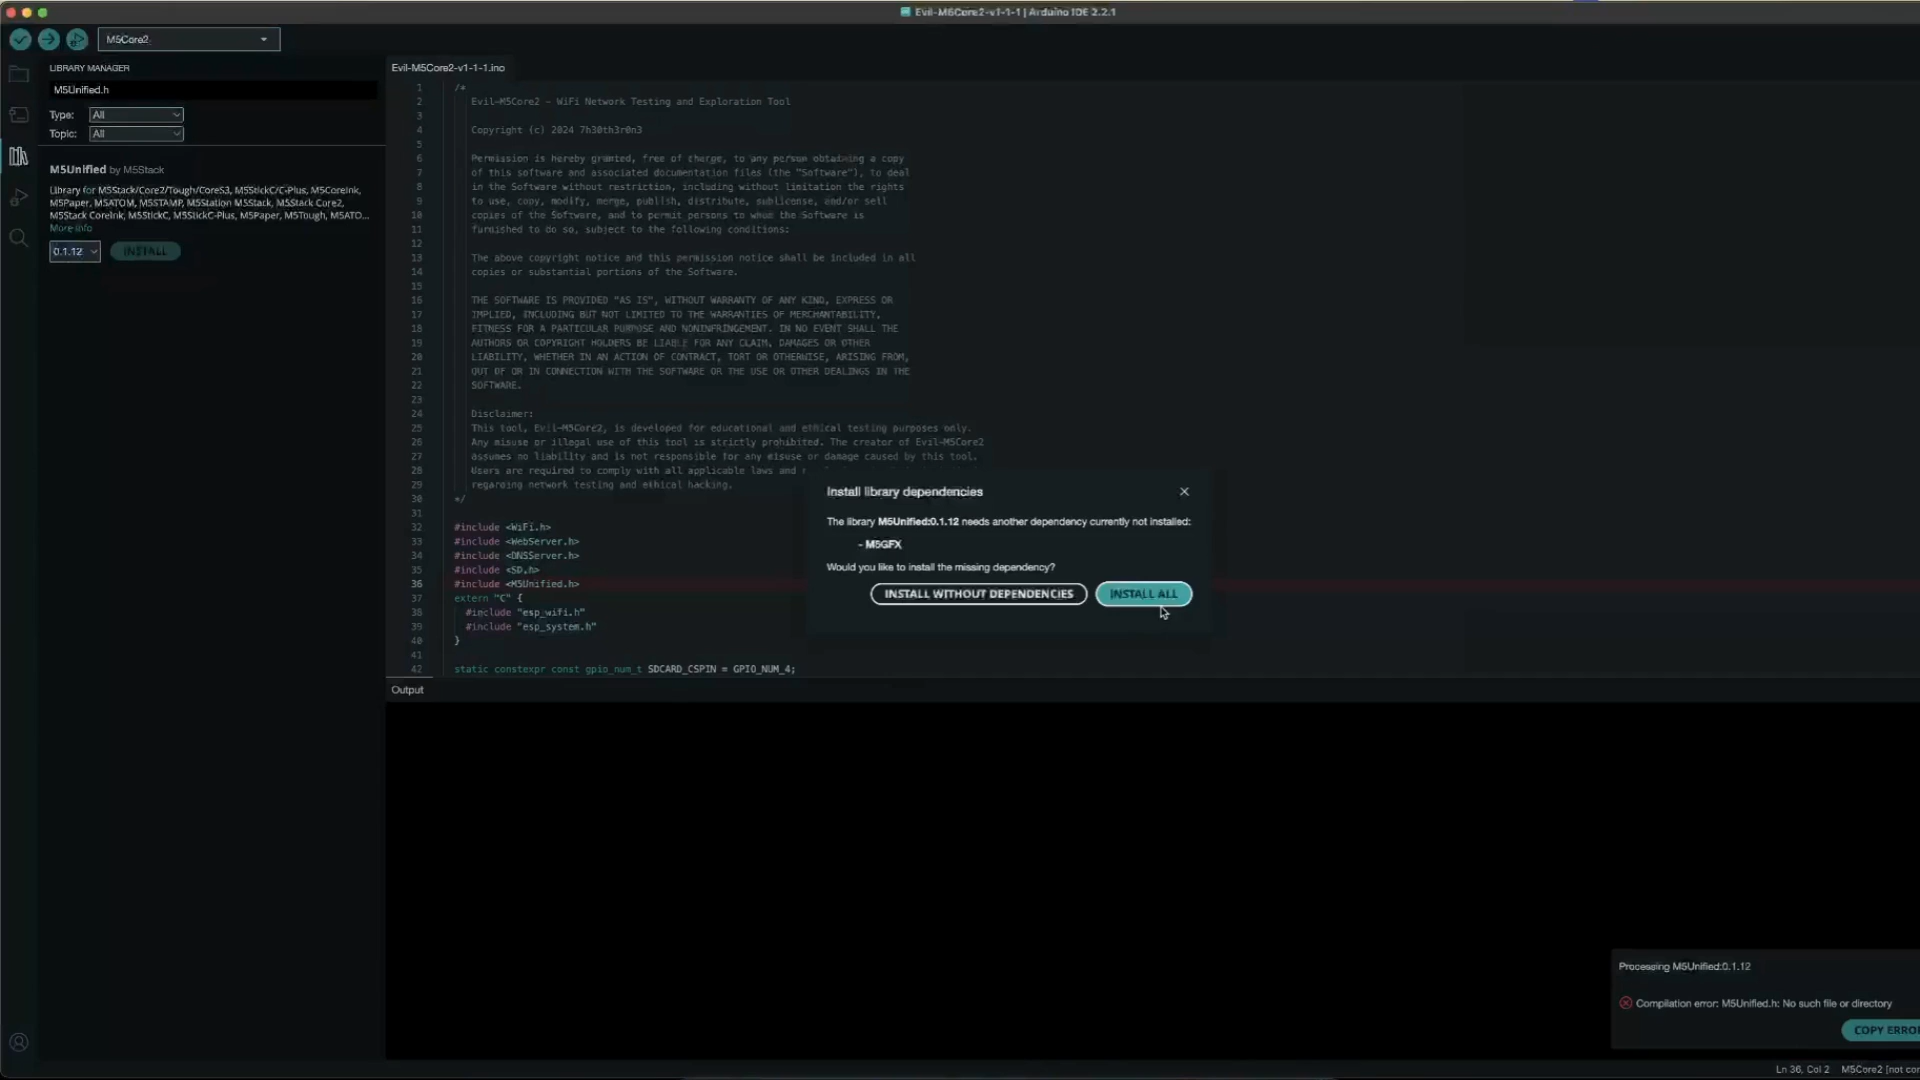 Evil-M5Core2-v1-1-1 | Arduino IDE 2.2.1
M5Core2
LIBRARY MANAGER
M5Unified.h
Type: All
Topic: All
M5Unified by M5Stack
Library for M5Stack/Core2/Tough/CoreS3, M5StickC/C-Plus, M5CoreInk,
M5Paper, M5ATOM, M5STAMP, M5Station M5Stack, M5Stack Core2,
M5Stack CoreInk, M5StickC, M5StickC-Plus, M5Paper, M5Tough, M5ATO...
More info
0.1.12 INSTALL
Evil-M5Core2-v1-1-1.ino
1 /*
2 Evil-M5Core2 - WiFi Network Testing and Exploration Tool
3
4 Copyright (c) 2024 7h30th3r0n3
5
6 Permission is hereby granted, free of charge, to any person obtaining a copy
7 of this software and associated documentation files (the "Software"), to deal
8 in the Software without restriction, including without limitation the rights
9 to use, copy, modify, merge, publish, distribute, sublicense, and/or sell
10 copies of the Software, and to permit persons to whom the Software is
11 furnished to do so, subject to the following conditions:
12
13 The above copyright notice and this permission notice shall be included in all
14 copies or substantial portions of the Software.
15
16 THE SOFTWARE IS PROVIDED "AS IS", WITHOUT WARRANTY OF ANY KIND, EXPRESS OR
17 IMPLIED, INCLUDING BUT NOT LIMITED TO THE WARRANTIES OF MERCHANTABILITY,
18 FITNESS FOR A PARTICULAR PURPOSE AND NONINFRINGEMENT. IN NO EVENT SHALL THE
19 AUTHORS OR COPYRIGHT HOLDERS BE LIABLE FOR ANY CLAIM, DAMAGES OR OTHER
20 LIABILITY, WHETHER IN AN ACTION OF CONTRACT, TORT OR OTHERWISE, ARISING FROM,
21 OUT OF OR IN CONNECTION WITH THE SOFTWARE OR THE USE OR OTHER DEALINGS IN THE
22 SOFTWARE.
23
24 Disclaimer:
25 This tool, Evil-M5Core2, is developed for educational and ethical testing purposes only.
26 Any misuse or illegal use of this tool is strictly prohibited. The creator of Evil-M5Core2
27 assumes no liability and is not responsible for any misuse or damage caused by this tool.
28 Users are required to comply with all applicable laws and
29 regarding network testing and ethical hacking.
30 */
31
32 #include <WiFi.h>
33 #include <WebServer.h>
34 #include <DNSServer.h>
35 #include <SD.h>
36 #include <M5Unified.h>
37 extern "C" {
38 #include "esp_wifi.h"
39 #include "esp_system.h"
40 }
41
42 static constexpr const gpio_num_t SDCARD_CSPIN = GPIO_NUM_4;
Install library dependencies
The library M5Unified:0.1.12 needs another dependency currently not installed:
- M5GFX
Would you like to install the missing dependency?
INSTALL WITHOUT DEPENDENCIES INSTALL ALL
Output
Processing M5Unified:0.1.12
Compilation error: M5Unified.h: No such file or directory
COPY ERRO
Ln 36, Col 2 M5Core2 [not con